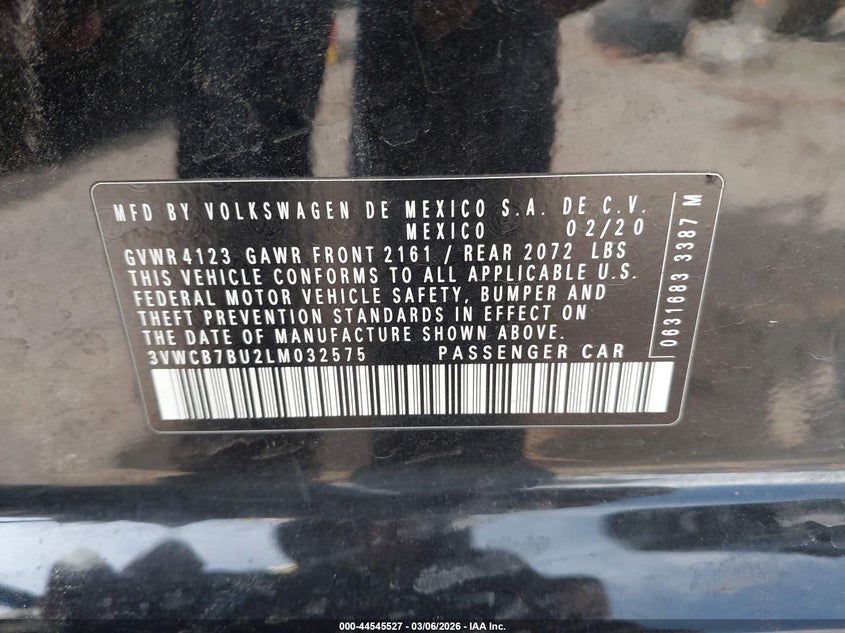 MFD BY VOLKSWAGEN DE MEXICO S.A. DE C.V.
MEXICO 02/20
GVWR 4123 GAWR FRONT 2161 / REAR 2072 LBS
THIS VEHICLE CONFORMS TO ALL APPLICABLE U.S.
FEDERAL MOTOR VEHICLE SAFETY, BUMPER AND
THEFT PREVENTION STANDARDS IN EFFECT ON
THE DATE OF MANUFACTURE SHOWN ABOVE.
3VWCB7BU2LM032575 PASSENGER CAR
0631683 3387 M
000-44545527 - 03/06/2026 - IAA Inc.